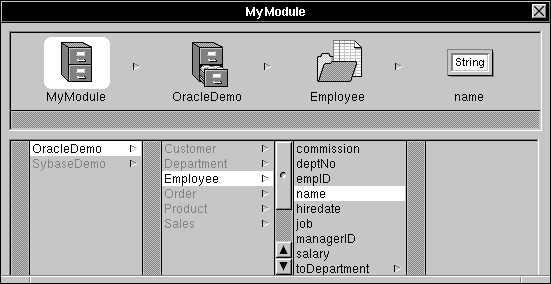 MyModule
String
MyModule
OracleDemo
Employee
name
OracleDemo
SybaseDemo
Customer
Department
Employee
Order
Product
Sales
commission
deptNo
empID
name
hiredate
job
managerID
salary
toDepartment